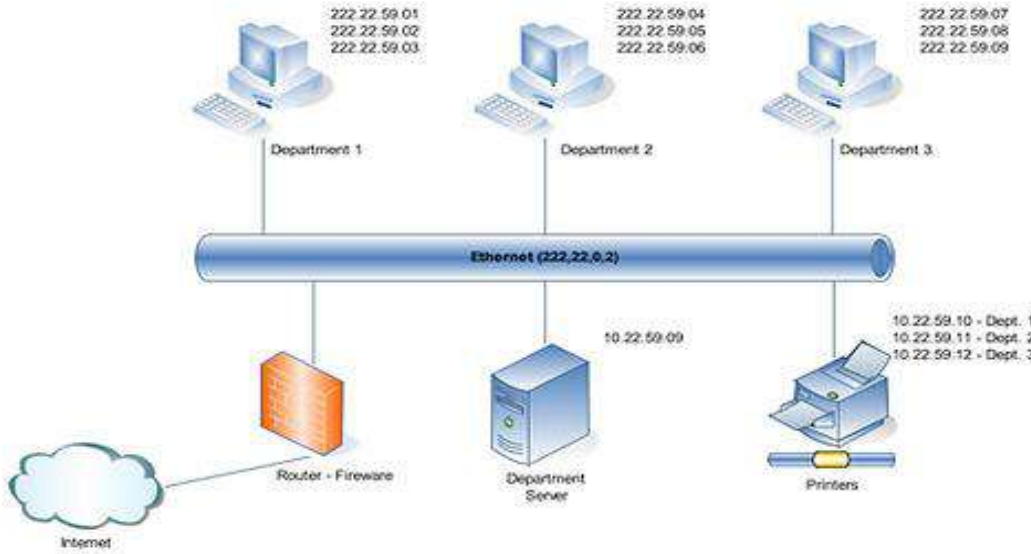 222.22.59.01
222.22.59.02
222.22.59.03
222.22.59.04
222.22.59.05
222.22.59.06
222.22.59.07
222.22.59.08
222.22.59.09
Department 1
Department 2
Department 3
Ethernet (222,22,0,2)
10.22.59.09
10.22.59.10 - Dept. 1
10.22.59.11 - Dept. 2
10.22.59.12 - Dept. 3
Router - Fireware
Department
Server
Printers
Internet